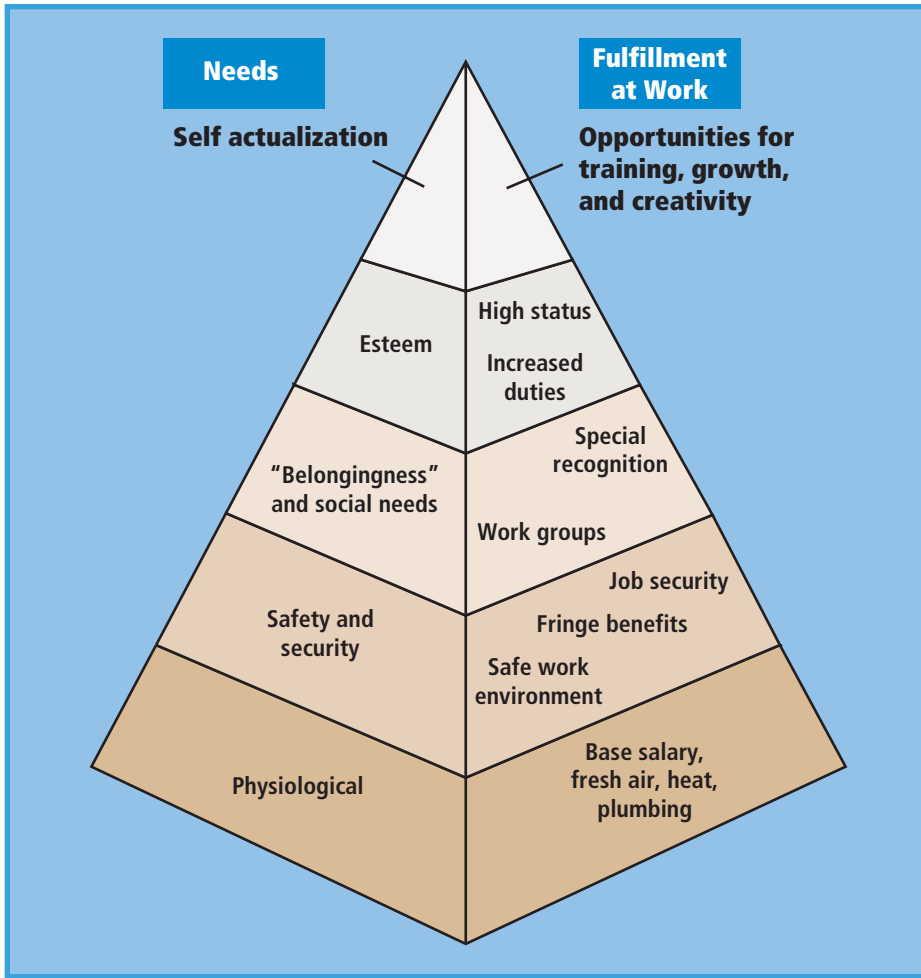 Needs
Fulfillment
at Work
Self actualization
Opportunities for
training, growth,
and creativity
Esteem
High status
Increased
duties
“Belongingness”
and social needs
Special
recognition
Work groups
Safety and
security
Job security
Fringe benefits
Safe work
environment
Physiological
Base salary,
fresh air, heat,
plumbing